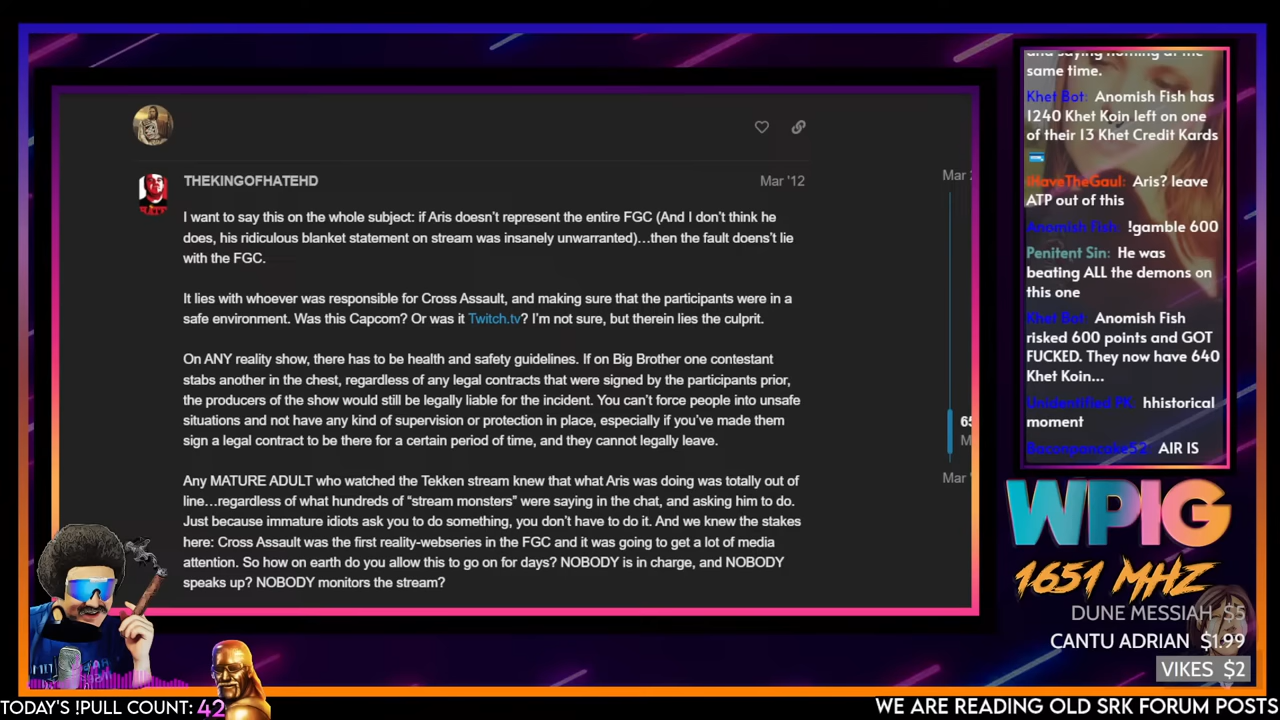 THEKINGOFHATEHD
Mar '12
I want to say this on the whole subject: if Aris doesn't represent the entire FGC (And I don't think he
does, his ridiculous blanket statement on stream was insanely unwarranted)…then the fault doens't lie
with the FGC.
It lies with whoever was responsible for Cross Assault, and making sure that the participants were in a
safe environment. Was this Capcom? Or was it Twitch.tv? I'm not sure, but therein lies the culprit.
On ANY reality show, there has to be health and safety guidelines. If on Big Brother one contestant
stabs another in the chest, regardless of any legal contracts that were signed by the participants prior,
the producers of the show would still be legally liable for the incident. You can't force people into unsafe
situations and not have any kind of supervision or protection in place, especially if you've made them
sign a legal contract to be there for a certain period of time, and they cannot legally leave.
Any MATURE ADULT who watched the Tekken stream knew that what Aris was doing was totally out of
line…regardless of what hundreds of “stream monsters” were saying in the chat, and asking him to do.
Just because immature idiots ask you to do something, you don't have to do it. And we knew the stakes
here: Cross Assault was the first reality-webseries in the FGC and it was going to get a lot of media
attention. So how on earth do you allow this to go on for days? NOBODY is in charge, and NOBODY
speaks up? NOBODY monitors the stream?
HATE
Mar
65
M
Mar '
and saying nothing at the
same time.
Khet Bot: Anomish Fish has
1240 Khet Koin left on one
of their 13 Khet Credit Kards
iHaveTheGaul: Aris? leave
ATP out of this
Anomish Fish: !gamble 600
Penitent Sin: He was
beating ALL the demons on
this one
Khet Bot: Anomish Fish
risked 600 points and GOT
FUCKED. They now have 640
Khet Koin...
Unidentified PK: hhistorical
moment
Baconpancake52: AIR IS
WPIG
1651 MHZ
DUNE MESSIAH $5
CANTU ADRIAN $1.99
VIKES $2
TODAY'S !PULL COUNT: 42
WE ARE READING OLD SRK FORUM POSTS